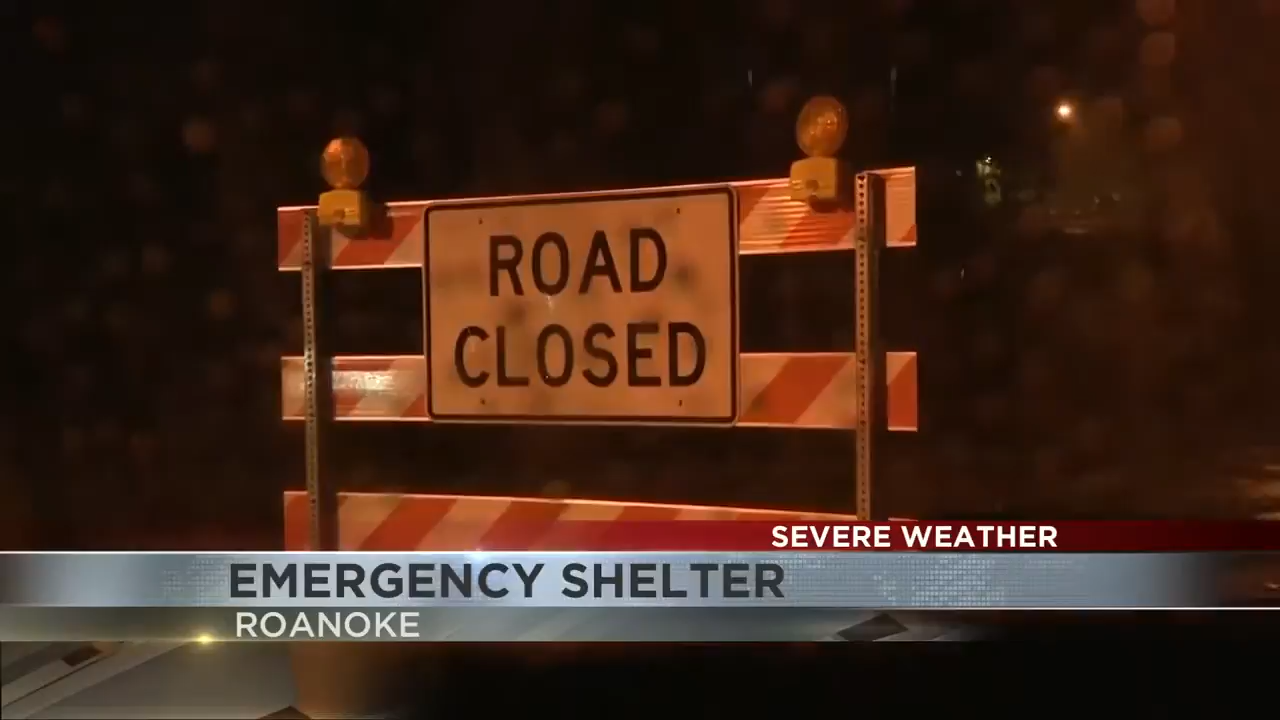 ROAD
CLOSED
SEVERE WEATHER
EMERGENCY SHELTER
ROANOKE